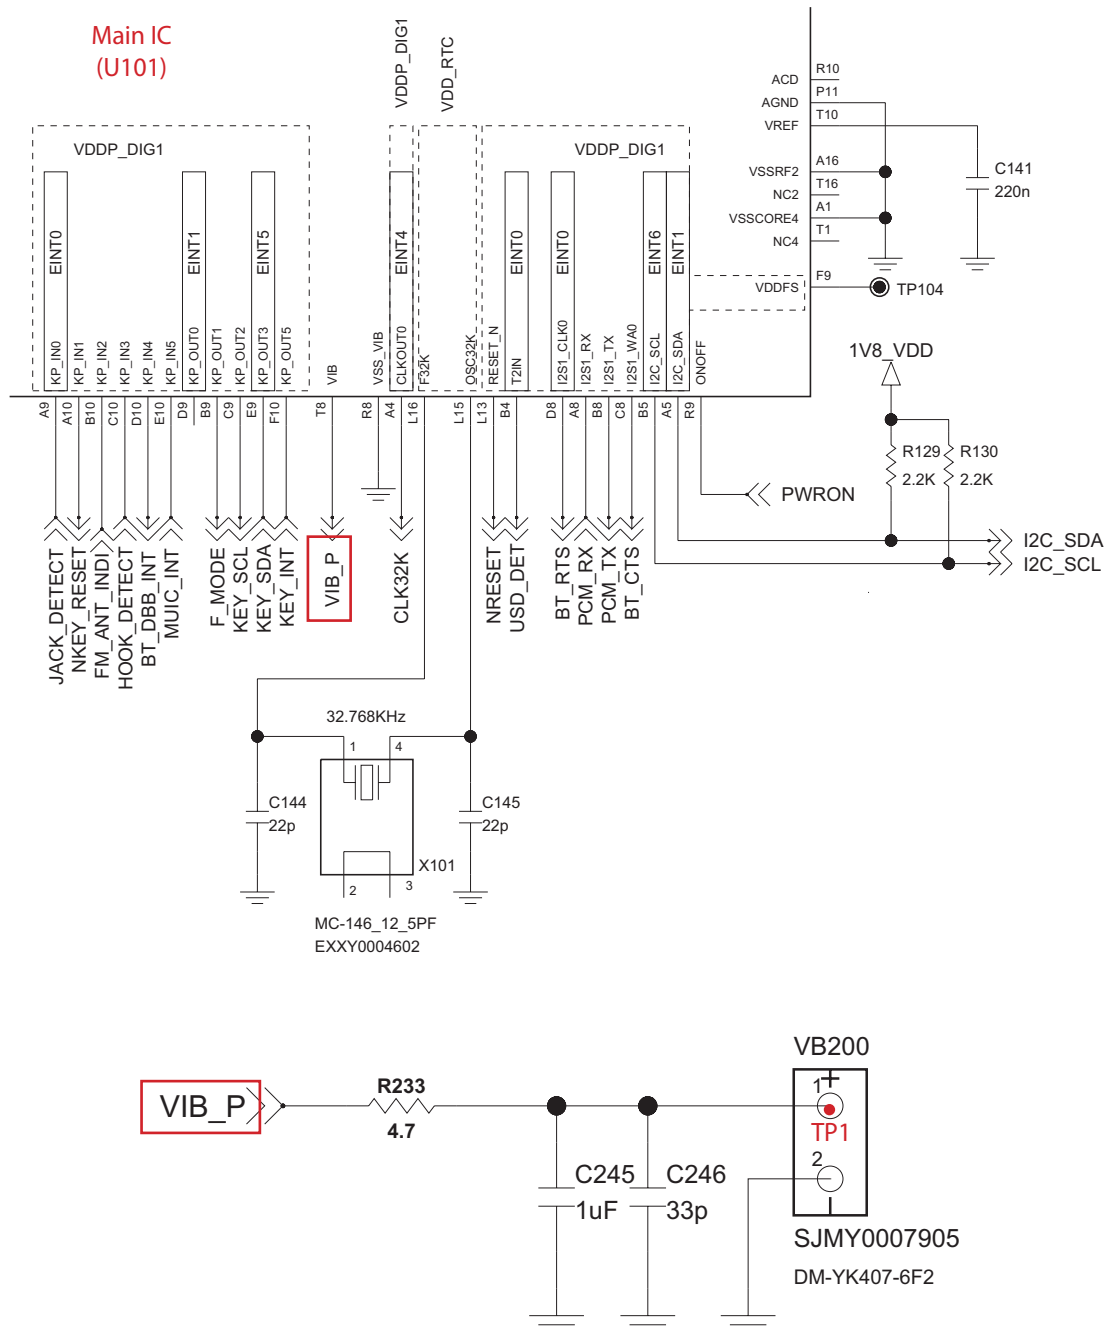 Main IC
(U101)
VDDP_DIG1
VDD_RTC
VDDP_DIG1
VDDP_DIG1
EINT0
EINT1
EINT5
EINT4
EINT0
EINT0
EINT6
EINT1
KP_IN0
KP_IN1
KP_IN2
KP_IN3
KP_IN4
KP_IN5
KP_OUT0
KP_OUT1
KP_OUT2
KP_OUT3
KP_OUT5
VIB
VSS_VIB
CLKOUT0
F32K
OSC32K
RESET_N
T2IN
I2S1_CLK0
I2S1_RX
I2S1_TX
I2S1_WA0
I2C_SCL
I2C_SDA
ONOFF
ACD
R10
AGND
P11
VREF
T10
VSSRF2
A16
NC2
T16
VSSCORE4
A1
NC4
T1
VDDFS
F9
TP104
C141
220n
A9
A10
B10
C10
D10
E10
D9
B9
C9
E9
F10
T8
R8
A4
L16
L15
L13
B4
D8
A8
B8
C8
B5
A5
R9
1V8_VDD
R129
2.2K
R130
2.2K
PWRON
I2C_SDA
I2C_SCL
JACK_DETECT
NKEY_RESET
FM_ANT_INDI
HOOK_DETECT
BT_DBB_INT
MUIC_INT
F_MODE
KEY_SCL
KEY_SDA
KEY_INT
VIB_P
CLK32K
NRESET
USD_DET
BT_RTS
PCM_RX
PCM_TX
BT_CTS
32.768KHz
1
4
C144
22p
C145
22p
X101
2
3
MC-146_12_5PF
EXXY0004602
VB200
VIB_P
R233
4.7
1
+
TP1
2
C245
1uF
C246
33p
SJMY0007905
DM-YK407-6F2